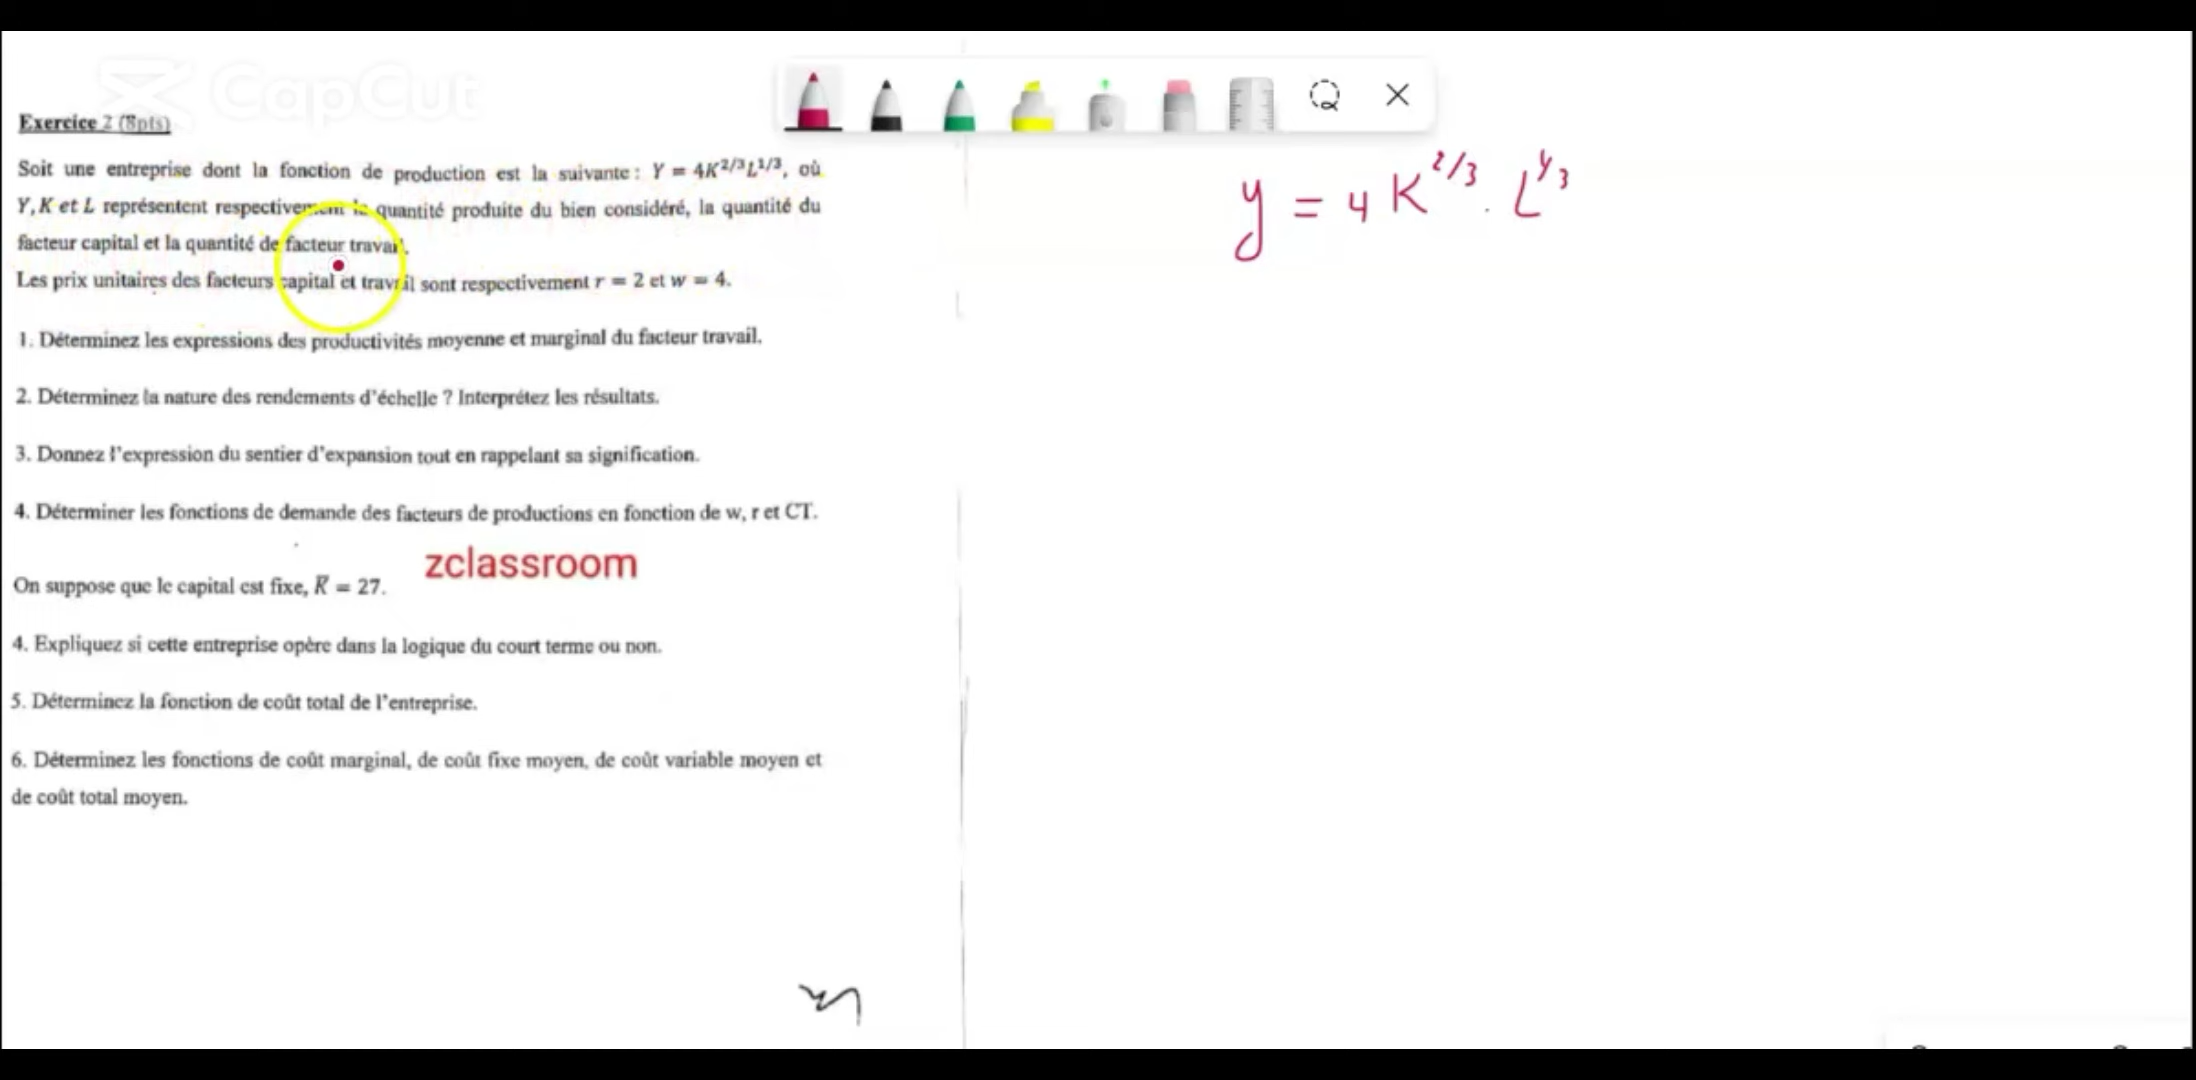 CapCut
Exercice 2 (8pts)
Soit une entreprise dont la fonction de production est la suivante : Y = 4K^{2/3}L^{1/3}, où
Y, K et L représentent respectivement la quantité produite du bien considéré, la quantité du
facteur capital et la quantité de facteur travail.
Les prix unitaires des facteurs capital et travail sont respectivement r = 2 et w = 4.
1. Déterminez les expressions des productivités moyenne et marginal du facteur travail.
2. Déterminez la nature des rendements d'échelle ? Interprétez les résultats.
3. Donnez l'expression du sentier d'expansion tout en rappelant sa signification.
4. Déterminer les fonctions de demande des facteurs de productions en fonction de w, r et CT.
zclassroom
On suppose que le capital est fixe, K̅ = 27.
4. Expliquez si cette entreprise opère dans la logique du court terme ou non.
5. Déterminez la fonction de coût total de l'entreprise.
6. Déterminez les fonctions de coût marginal, de coût fixe moyen, de coût variable moyen et
de coût total moyen.
y = 4 K^{2/3} . L^{1/3}